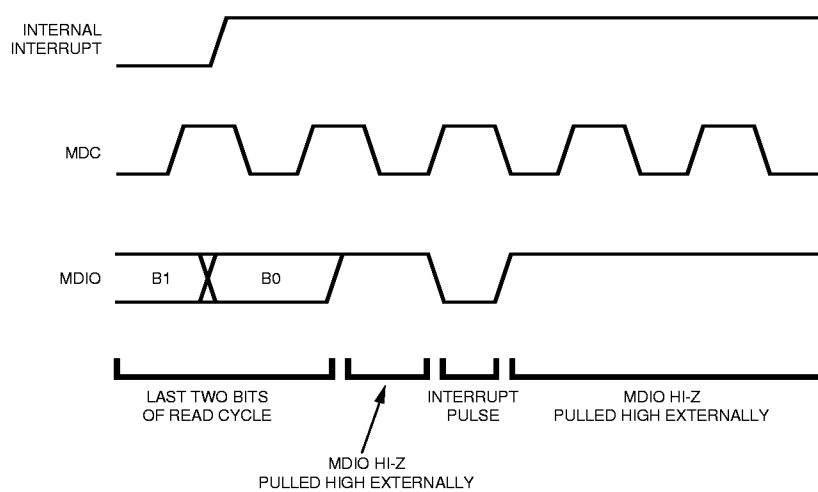 INTERNAL
INTERRUPT
MDC
MDIO
B1
B0
LAST TWO BITS
OF READ CYCLE
INTERRUPT
PULSE
MDIO HI-Z
PULLED HIGH EXTERNALLY
MDIO HI-Z
PULLED HIGH EXTERNALLY